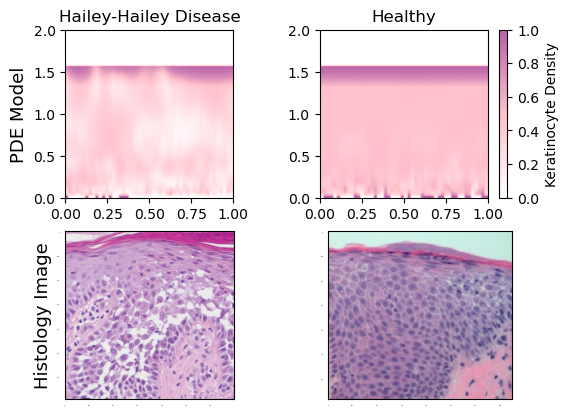 Hailey-Hailey Disease
Healthy
PDE Model
2.0
1.5
1.0
0.5
0.0
0.00 0.25 0.50 0.75 1.00
2.0
1.5
1.0
0.5
0.0
0.00 0.25 0.50 0.75 1.00
1.0
0.8
0.6
0.4
0.2
0.0
Keratinocyte Density
Histology Image